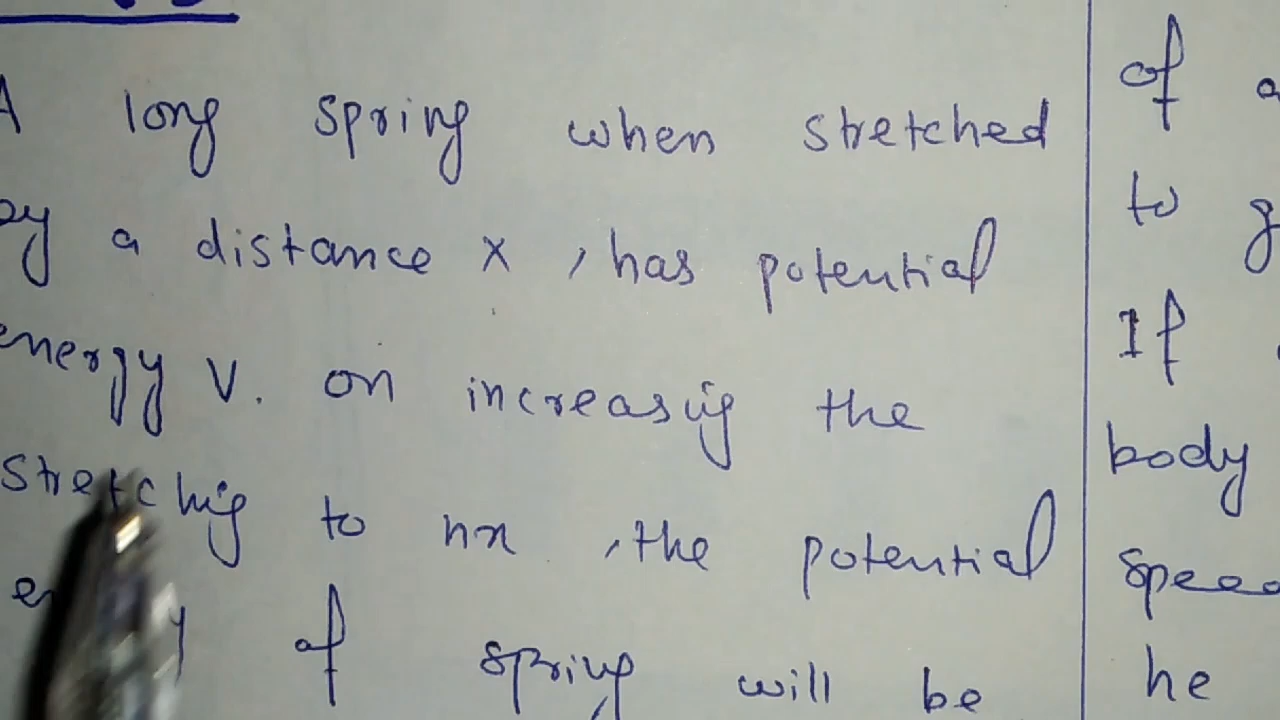 A long spring when stretched
by a distance x, has potential
energy V. on increasing the
stretching to nx, the potential
of spring will be
of a
to g
If
body
speed
he